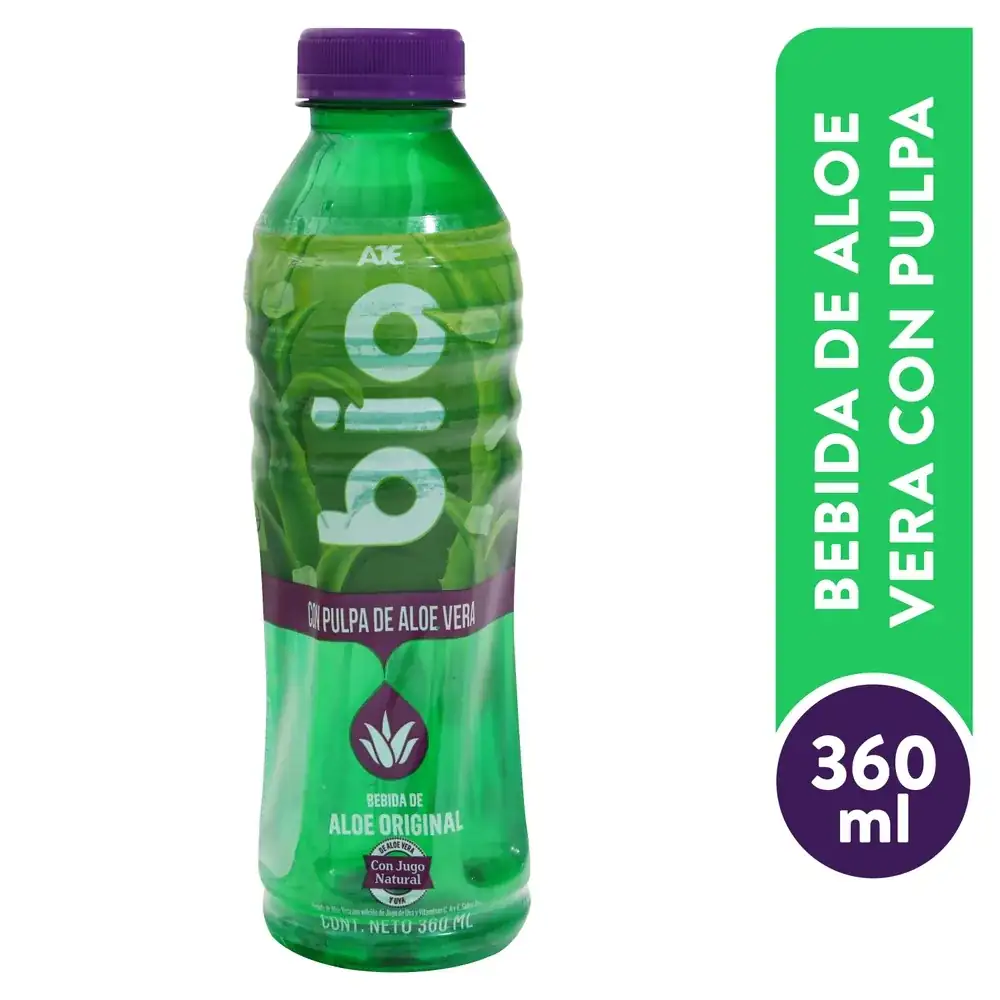 AJE
bio
CON PULPA DE ALOE VERA
BEBIDA DE
ALOE ORIGINAL
DE ALOE VERA
Con Jugo
Natural
Y UVA
CONT. NETO 360 ML
BEBIDA DE ALOE
VERA CON PULPA
360
ml